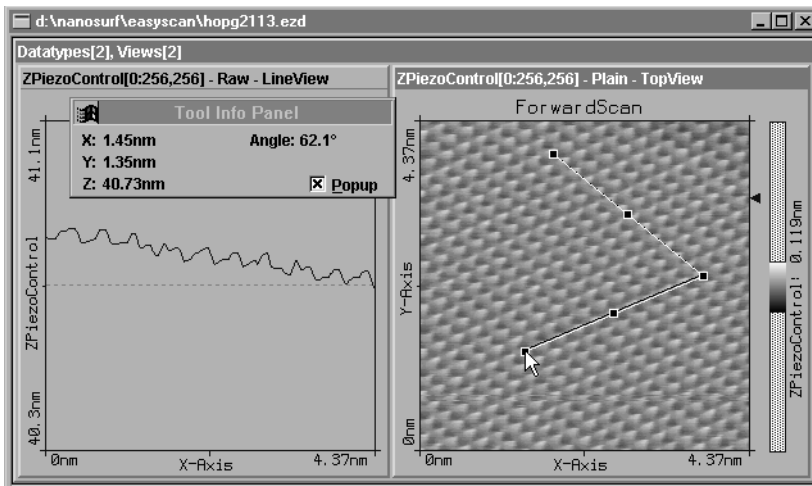 d:\nanosurf\easyscan\hopg2113.ezd
Datatypes[2], Views[2]
ZPiezoControl[0:256,256] - Raw - LineView
Tool Info Panel
X: 1.45nm
Angle: 62.1°
Y: 1.35nm
Z: 40.73nm
Popup
41.1nm
ZPiezoControl
40.3nm
0nm
X-Axis
4.37nm
ZPiezoControl[0:256,256] - Plain - TopView
ForwardScan
4.37nm
Y-Axis
0nm
0nm
X-Axis
4.37nm
ZPiezoControl: 0.119nm